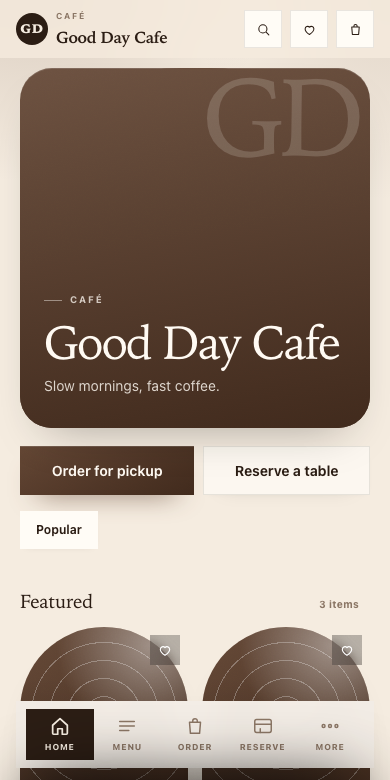 GD
CAFÉ
Good Day Cafe
GD
CAFÉ
Good Day Cafe
Slow mornings, fast coffee.
Order for pickup
Reserve a table
Popular
Featured
3 items
HOME
MENU
ORDER
RESERVE
MORE